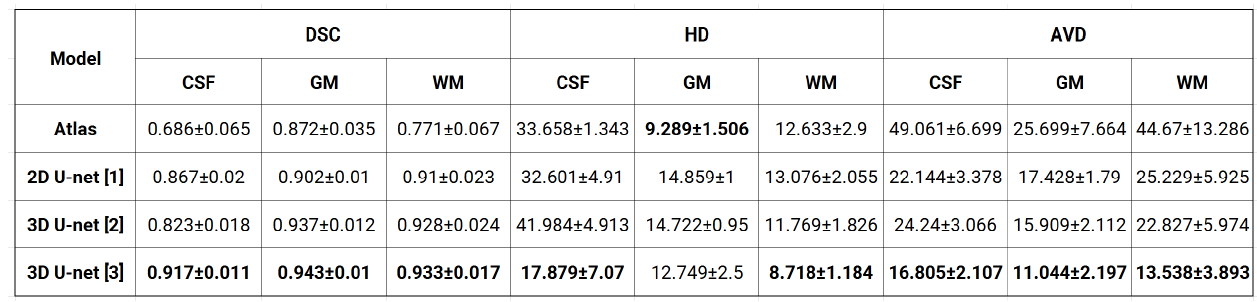 Model DSC HD AVD
CSF GM WM CSF GM WM CSF GM WM
Atlas 0.686±0.065 0.872±0.035 0.771±0.067 33.658±1.343 9.289±1.506 12.633±2.9 49.061±6.699 25.699±7.664 44.67±13.286
2D U-net [1] 0.867±0.02 0.902±0.01 0.91±0.023 32.601±4.91 14.859±1 13.076±2.055 22.144±3.378 17.428±1.79 25.229±5.925
3D U-net [2] 0.823±0.018 0.937±0.012 0.928±0.024 41.984±4.913 14.722±0.95 11.769±1.826 24.24±3.066 15.909±2.112 22.827±5.974
3D U-net [3] 0.917±0.011 0.943±0.01 0.933±0.017 17.879±7.07 12.749±2.5 8.718±1.184 16.805±2.107 11.044±2.197 13.538±3.893